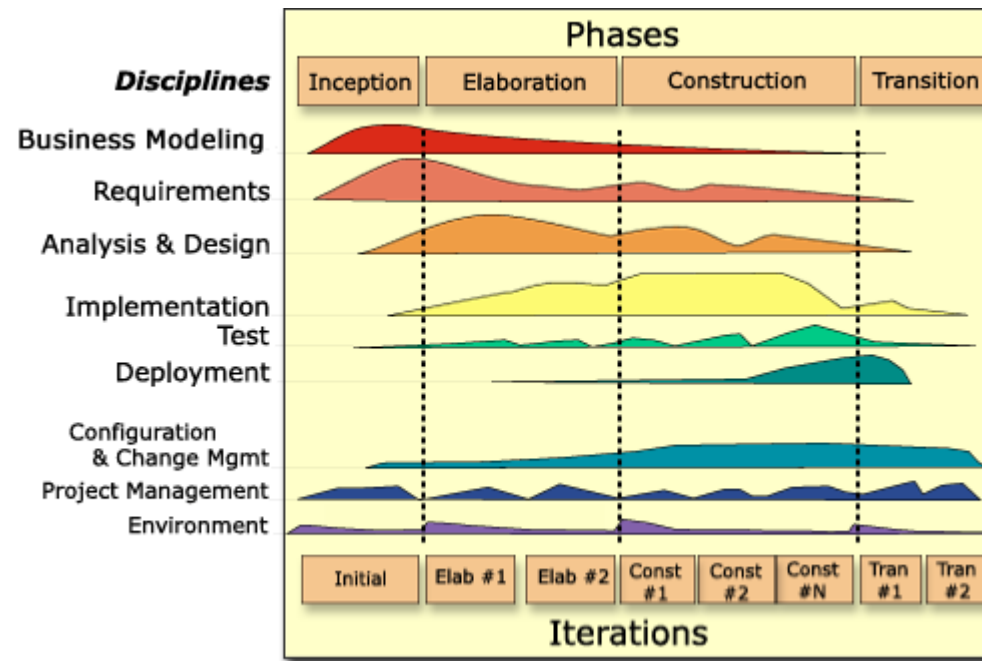 Phases
Disciplines
Inception
Elaboration
Construction
Transition
Business Modeling
Requirements
Analysis & Design
Implementation
Test
Deployment
Configuration
& Change Mgmt
Project Management
Environment
Initial
Elab #1
Elab #2
Const
#1
Const
#2
Const
#N
Tran
#1
Tran
#2
Iterations